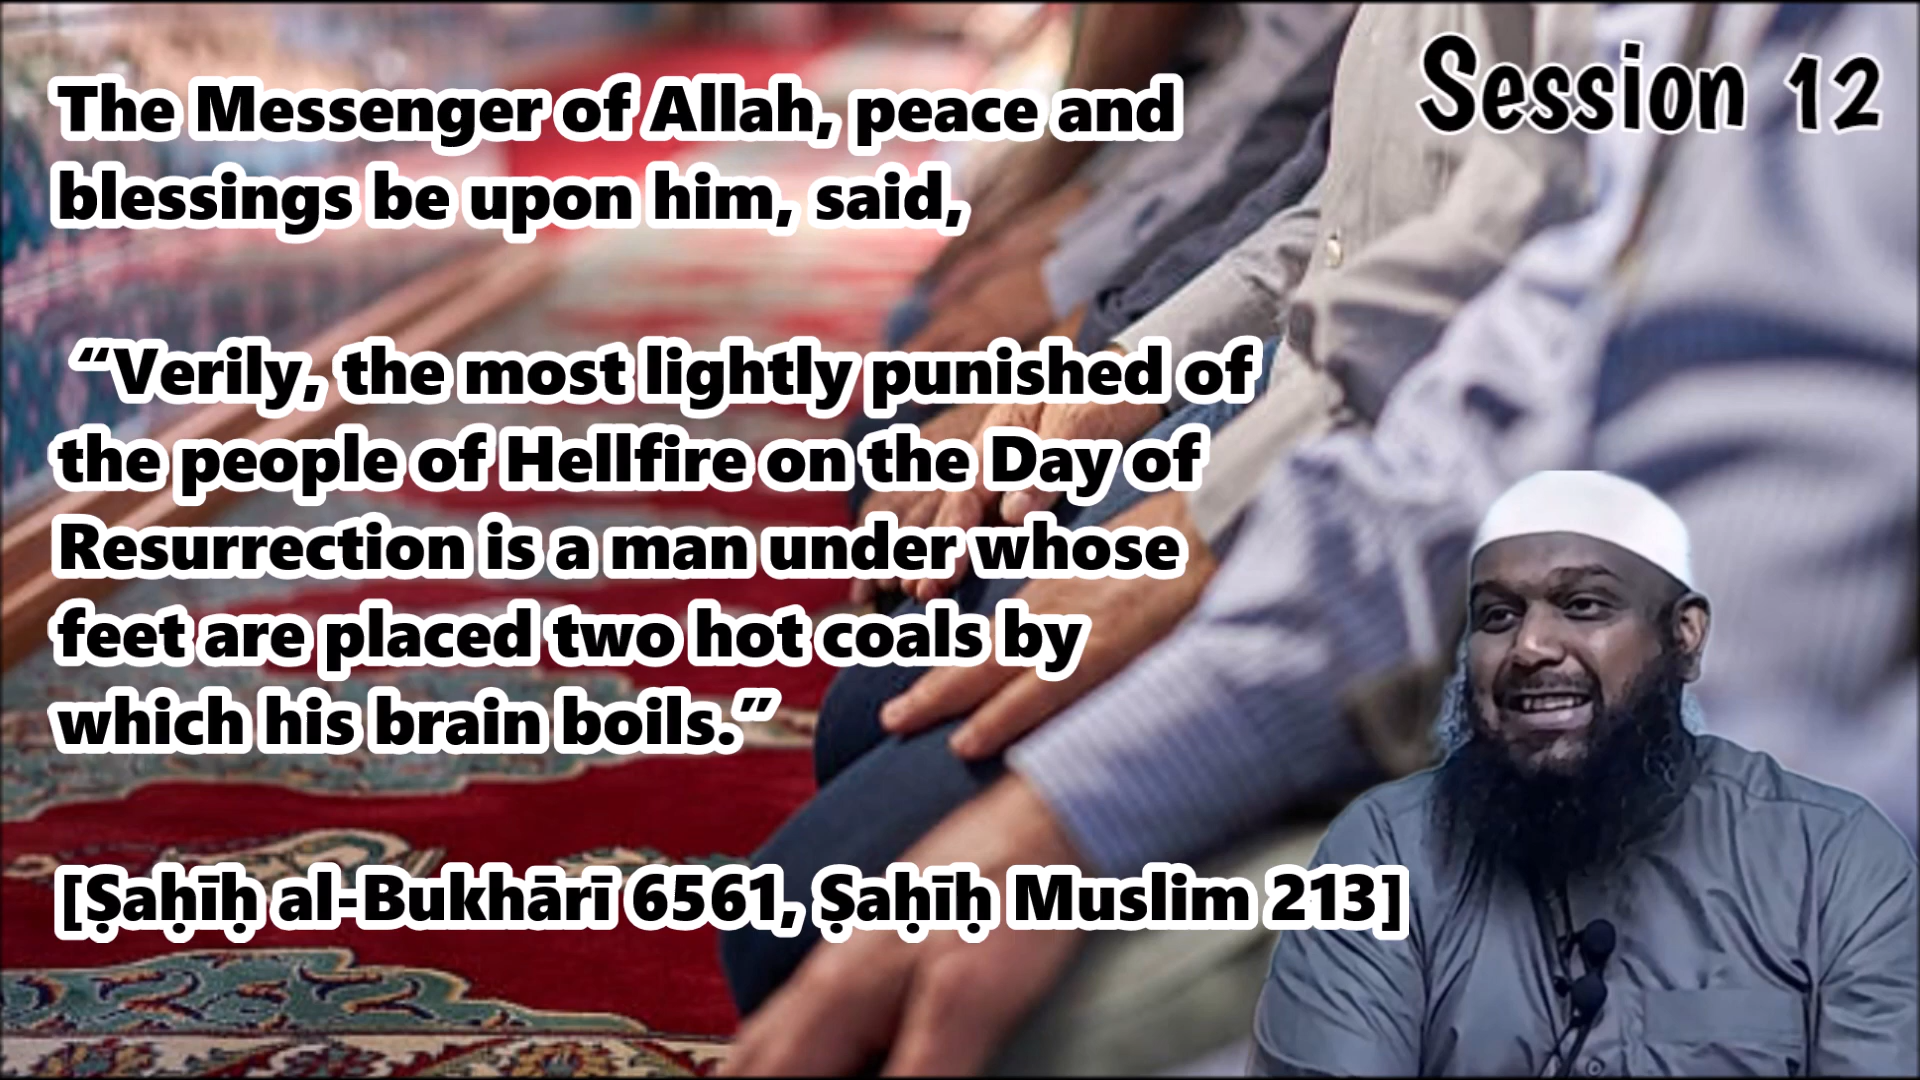 Session 12
The Messenger of Allah, peace and
blessings be upon him, said,
“Verily, the most lightly punished of
the people of Hellfire on the Day of
Resurrection is a man under whose
feet are placed two hot coals by
which his brain boils.”
[Ṣaḥīḥ al-Bukhārī 6561, Ṣaḥīḥ Muslim 213]